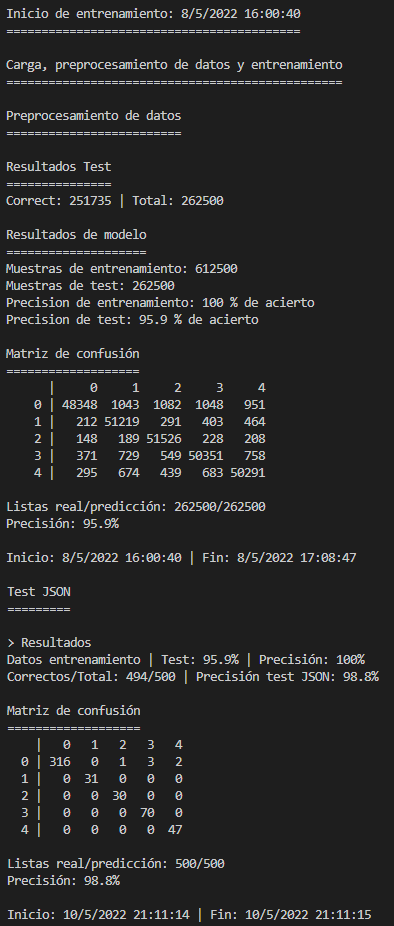 Inicio de entrenamiento: 8/5/2022 16:00:40
==========================================
Carga, preprocesamiento de datos y entrenamiento
================================================
Preprocesamiento de datos
=========================
Resultados Test
===============
Correct: 251735 | Total: 262500
Resultados de modelo
====================
Muestras de entrenamiento: 612500
Muestras de test: 262500
Precision de entrenamiento: 100 % de acierto
Precision de test: 95.9 % de acierto
Matriz de confusión
===================
| 0 1 2 3 4
0 | 48348 1043 1082 1048 951
1 | 212 51219 291 403 464
2 | 148 189 51526 228 208
3 | 371 729 549 50351 758
4 | 295 674 439 683 50291
Listas real/predicción: 262500/262500
Precisión: 95.9%
Inicio: 8/5/2022 16:00:40 | Fin: 8/5/2022 17:08:47
Test JSON
=========
> Resultados
Datos entrenamiento | Test: 95.9% | Precisión: 100%
Correctos/Total: 494/500 | Precisión test JSON: 98.8%
Matriz de confusión
===================
| 0 1 2 3 4
0 | 316 0 1 3 2
1 | 0 31 0 0 0
2 | 0 0 30 0 0
3 | 0 0 0 70 0
4 | 0 0 0 0 47
Listas real/predicción: 500/500
Precisión: 98.8%
Inicio: 10/5/2022 21:11:14 | Fin: 10/5/2022 21:11:15